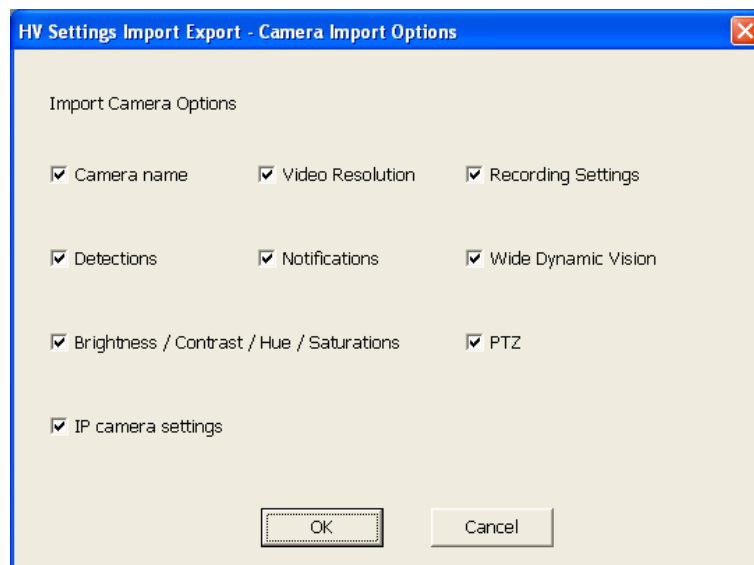 HV Settings Import Export - Camera Import Options
Import Camera Options
Camera name
Video Resolution
Recording Settings
Detections
Notifications
Wide Dynamic Vision
Brightness / Contrast / Hue / Saturations
PTZ
IP camera settings
OK
Cancel